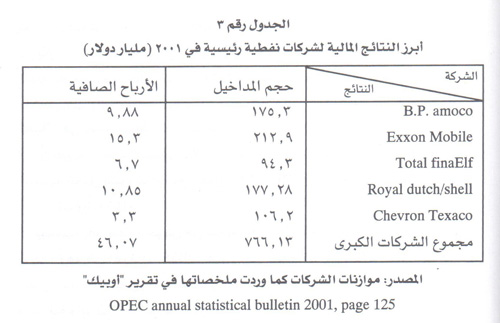 الجدول رقم ٣
أبرز النتائج المالية لشركات نفطية رئيسية في ٢٠٠١ (مليار دولار)
الشركة النتائج حجم المداخيل الأرباح الصافية
B.P. amoco ١٧٥,٣ ٩,٨٨
Exxon Mobile ٢١٢,٩ ١٥,٣
Total finaElf ٩٤,٣ ٦,٧
Royal dutch/shell ١٧٧,٢٨ ١٠,٨٥
Chevron Texaco ١٠٦,٢ ٣,٣
مجموع الشركات الكبرى ٧٦٦,١٣ ٤٦,٠٧
المصدر: موازنات الشركات كما وردت ملخصاتها في تقرير "أوبيك"
OPEC annual statistical bulletin 2001, page 125